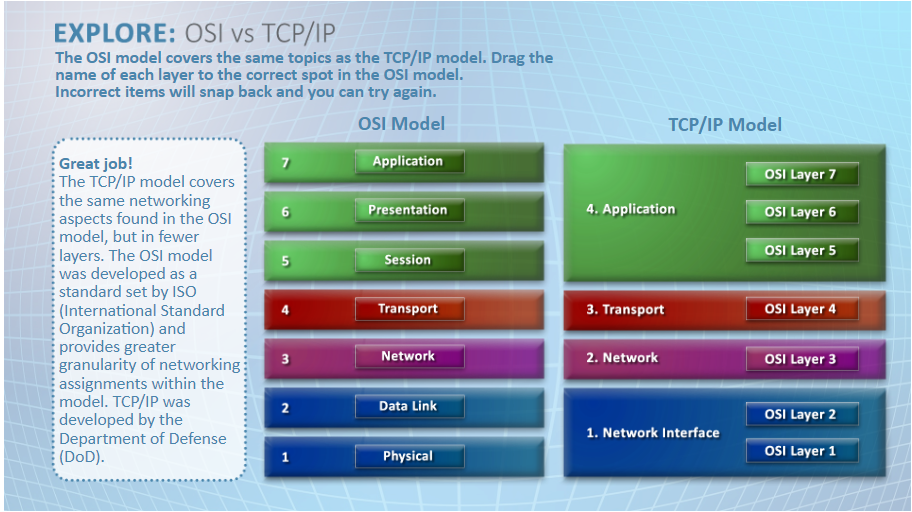 EXPLORE: OSI vs TCP/IP
The OSI model covers the same topics as the TCP/IP model. Drag the
name of each layer to the correct spot in the OSI model.
Incorrect items will snap back and you can try again.
Great job!
The TCP/IP model covers
the same networking
aspects found in the OSI
model, but in fewer
layers. The OSI model
was developed as a
standard set by ISO
(International Standard
Organization) and
provides greater
granularity of networking
assignments within the
model. TCP/IP was
developed by the
Department of Defense
(DoD).
OSI Model
7 Application
6 Presentation
5 Session
4 Transport
3 Network
2 Data Link
1 Physical
TCP/IP Model
4. Application
OSI Layer 7
OSI Layer 6
OSI Layer 5
3. Transport OSI Layer 4
2. Network OSI Layer 3
1. Network Interface
OSI Layer 2
OSI Layer 1